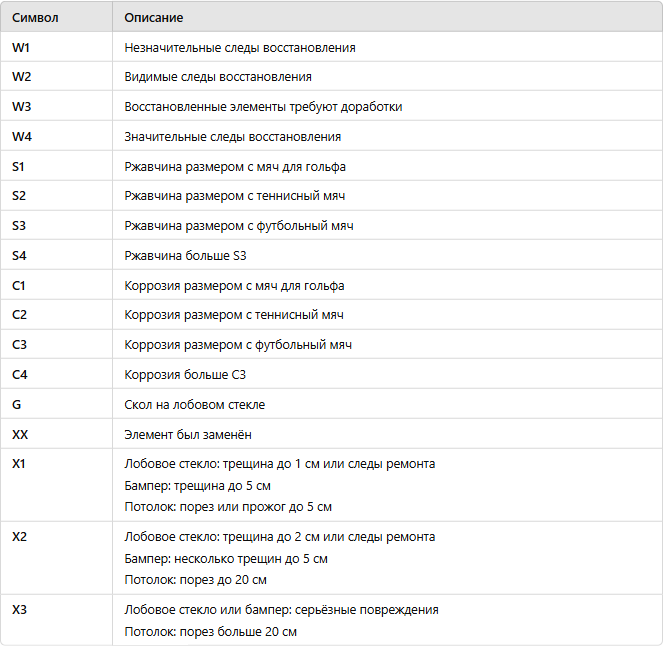 Символ Описание
W1 Незначительные следы восстановления
W2 Видимые следы восстановления
W3 Восстановленные элементы требуют доработки
W4 Значительные следы восстановления
S1 Ржавчина размером с мяч для гольфа
S2 Ржавчина размером с теннисный мяч
S3 Ржавчина размером с футбольный мяч
S4 Ржавчина больше S3
C1 Коррозия размером с мяч для гольфа
C2 Коррозия размером с теннисный мяч
C3 Коррозия размером с футбольный мяч
C4 Коррозия больше C3
G Скол на лобовом стекле
XX Элемент был заменён
X1 Лобовое стекло: трещина до 1 см или следы ремонта
Бампер: трещина до 5 см
Потолок: порез или прожог до 5 см
X2 Лобовое стекло: трещина до 2 см или следы ремонта
Бампер: несколько трещин до 5 см
Потолок: порез до 20 см
X3 Лобовое стекло или бампер: серьёзные повреждения
Потолок: порез больше 20 см